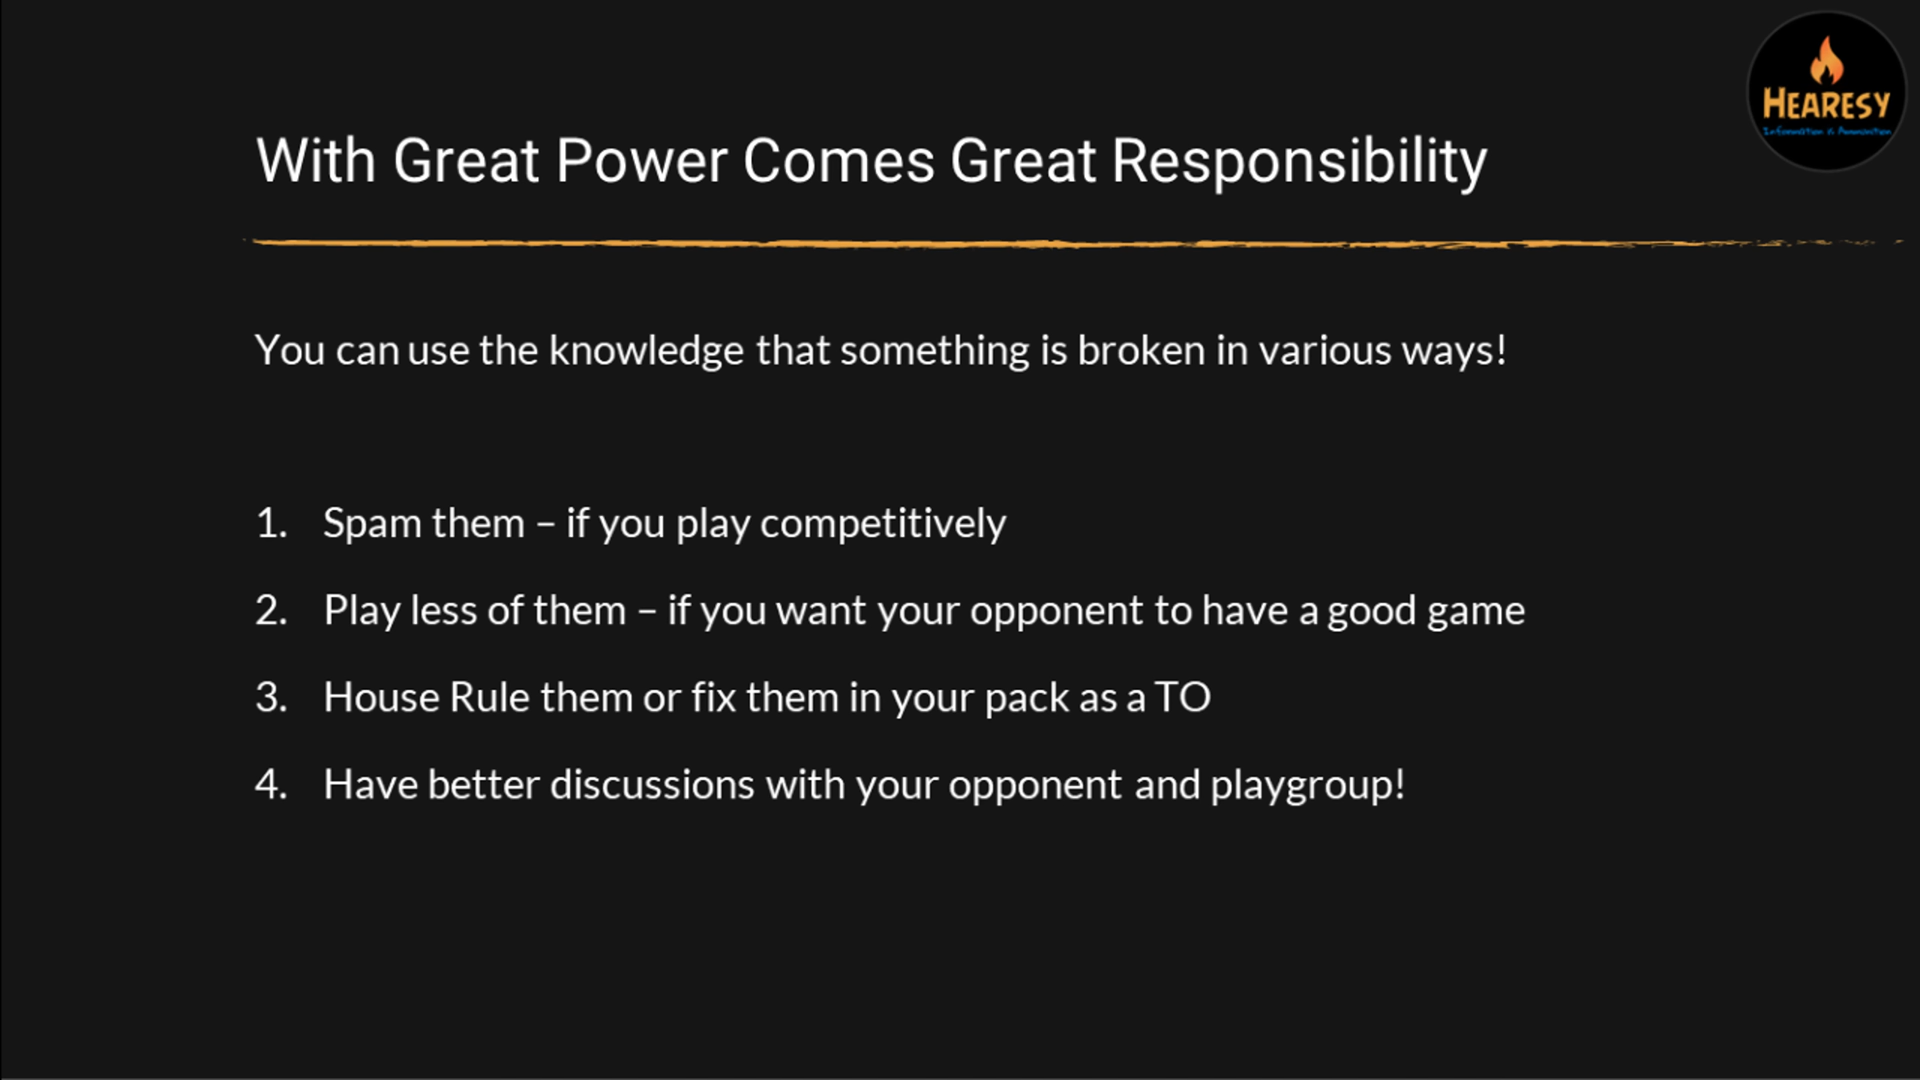 HEARESY
Information & Ammunition
With Great Power Comes Great Responsibility
You can use the knowledge that something is broken in various ways!
1. Spam them – if you play competitively
2. Play less of them – if you want your opponent to have a good game
3. House Rule them or fix them in your pack as a TO
4. Have better discussions with your opponent and playgroup!